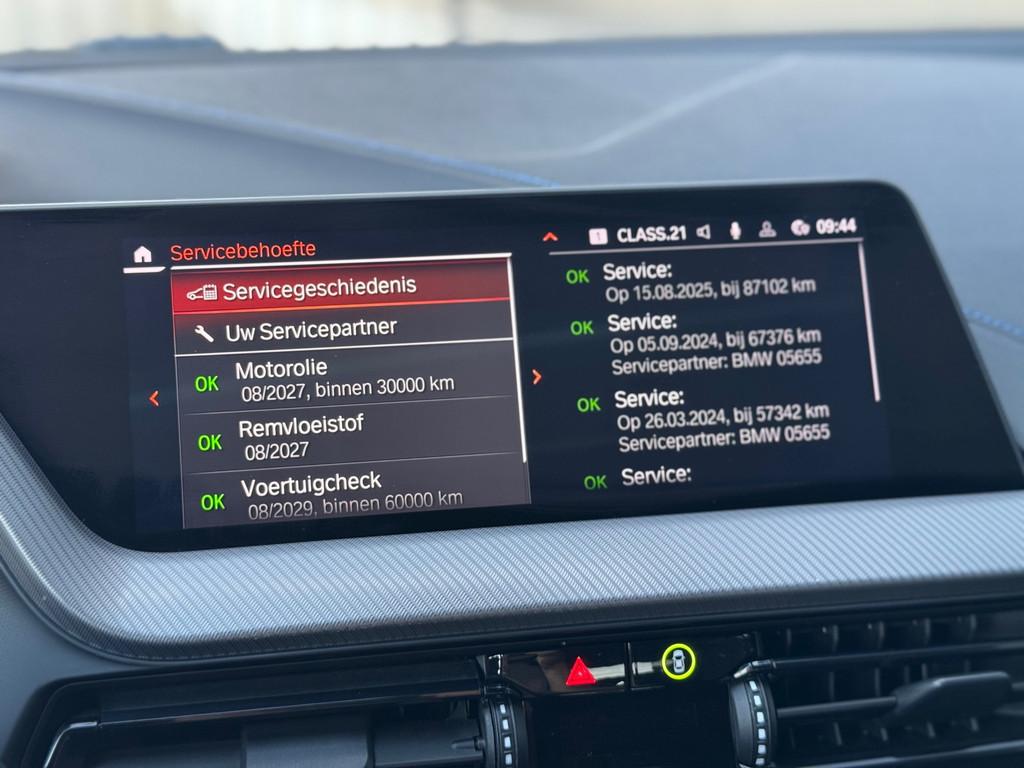 Servicebehoefte
Servicegeschiedenis
Uw Servicepartner
OK Motorolie
08/2027, binnen 30000 km
OK Remvloeistof
08/2027
OK Voertuigcheck
08/2029, binnen 60000 km
1 CLASS.21 09:44
OK Service:
Op 15.08.2025, bij 87102 km
OK Service:
Op 05.09.2024, bij 67376 km
Servicepartner: BMW 05655
OK Service:
Op 26.03.2024, bij 57342 km
Servicepartner: BMW 05655
OK Service: